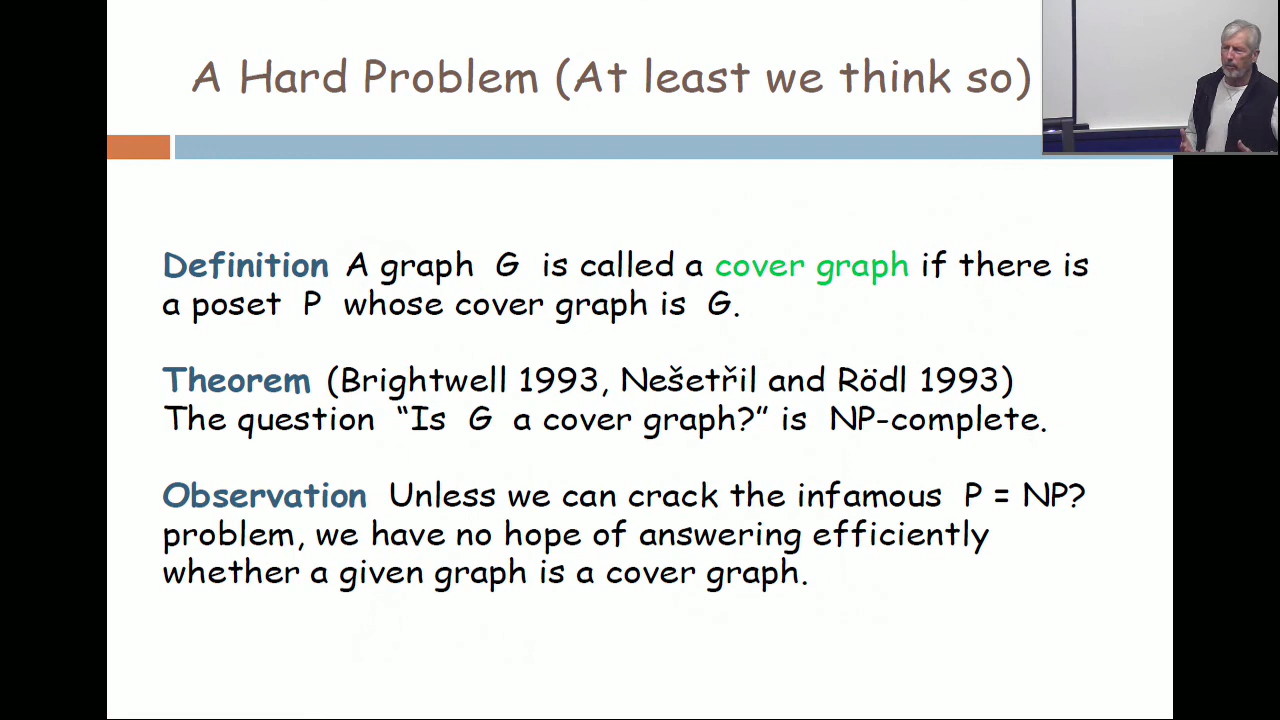 A Hard Problem (At least we think so)
Definition A graph G is called a cover graph if there is
a poset P whose cover graph is G.
Theorem (Brightwell 1993, Nešetřil and Rödl 1993)
The question “Is G a cover graph?” is NP-complete.
Observation Unless we can crack the infamous P = NP?
problem, we have no hope of answering efficiently
whether a given graph is a cover graph.